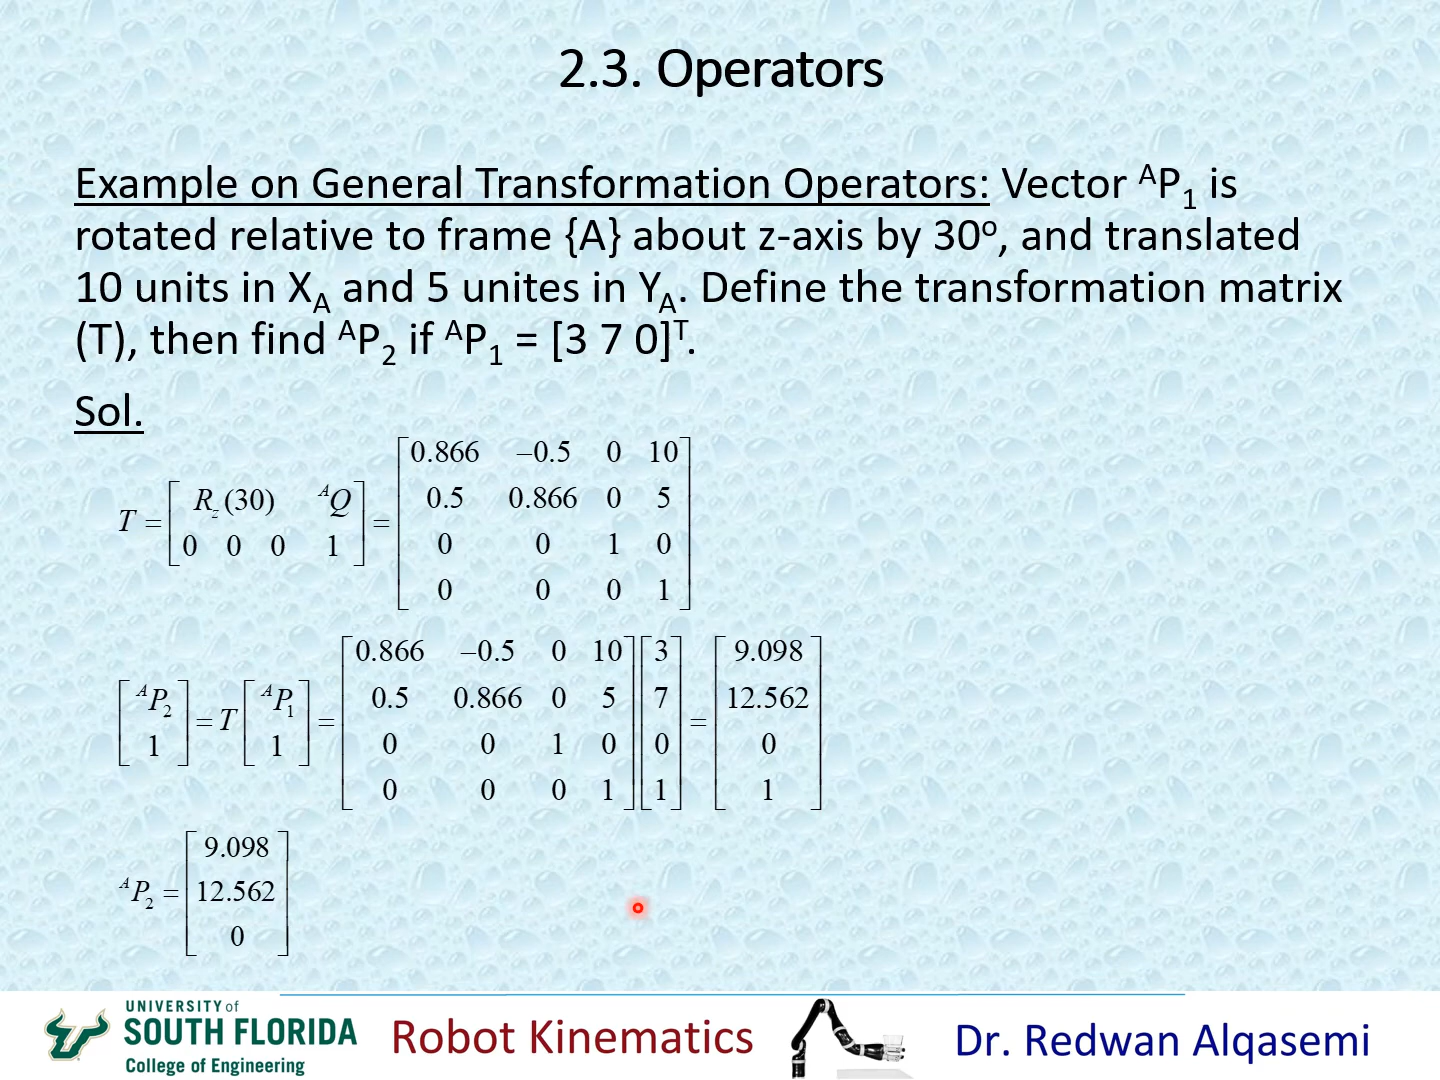 2.3. Operators
Example on General Transformation Operators: Vector ᴬP₁ is
rotated relative to frame {A} about z-axis by 30º, and translated
10 units in X_A and 5 unites in Y_A. Define the transformation matrix
(T), then find ᴬP₂ if ᴬP₁ = [3 7 0]ᵀ.
Sol.
T = [R_z(30) ᴬQ; 0 0 0 1] = [0.866 –0.5 0 10; 0.5 0.866 0 5; 0 0 1 0; 0 0 0 1]
[ᴬP₂; 1] = T [ᴬP₁; 1] = [0.866 –0.5 0 10; 0.5 0.866 0 5; 0 0 1 0; 0 0 0 1] [3; 7; 0; 1] = [9.098; 12.562; 0; 1]
ᴬP₂ = [9.098; 12.562; 0]
UNIVERSITY of
SOUTH FLORIDA
College of Engineering
Robot Kinematics
Dr. Redwan Alqasemi